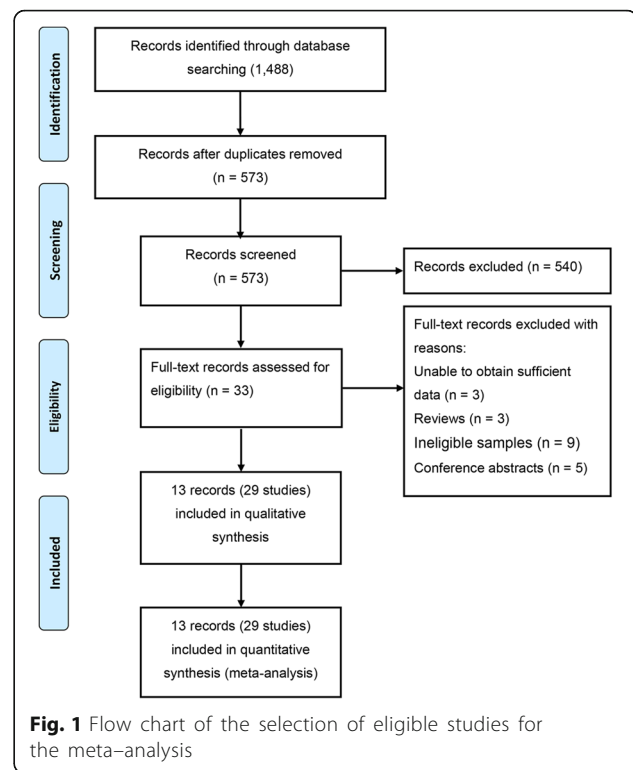 Identification
Records identified through database
searching (1,488)
Records after duplicates removed
(n = 573)
Screening
Records screened
(n = 573)
Records excluded (n = 540)
Eligibility
Full-text records assessed for
eligibility (n = 33)
Full-text records excluded with
reasons:
Unable to obtain sufficient
data (n = 3)
Reviews (n = 3)
Ineligible samples (n = 9)
Conference abstracts (n = 5)
Included
13 records (29 studies)
included in qualitative
synthesis
13 records (29 studies)
included in quantitative
synthesis (meta-analysis)
Fig. 1 Flow chart of the selection of eligible studies for
the meta–analysis